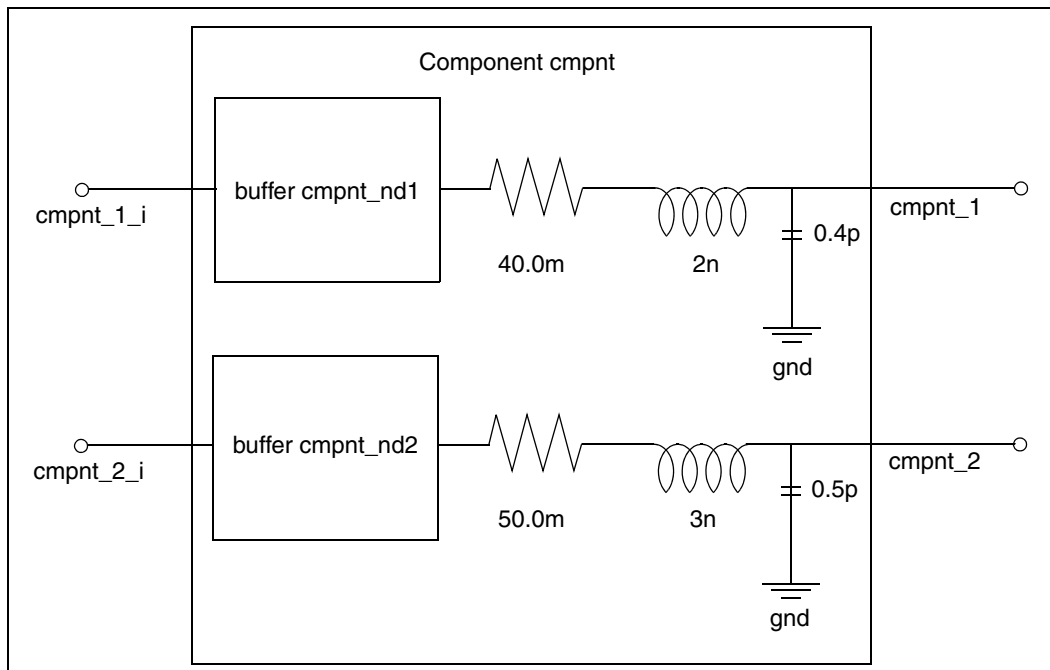 Component cmpnt
buffer cmpnt_nd1
cmpnt_1_i
cmpnt_1
0.4p
40.0m
2n
gnd
buffer cmpnt_nd2
cmpnt_2_i
cmpnt_2
0.5p
50.0m
3n
gnd